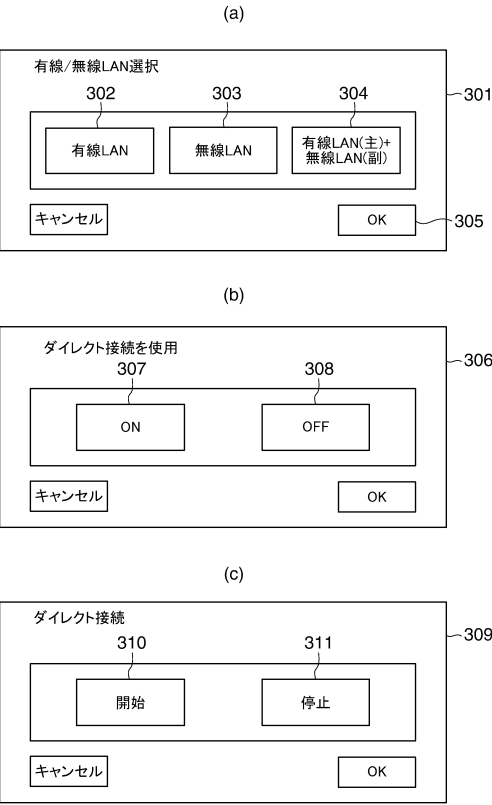 (a)
有線/無線LAN選択
301
302
303
304
有線LAN
無線LAN
有線LAN(主)+
無線LAN(副)
キャンセル
OK
305
(b)
ダイレクト接続を使用
306
307
308
ON
OFF
キャンセル
OK
(c)
ダイレクト接続
309
310
311
開始
停止
キャンセル
OK